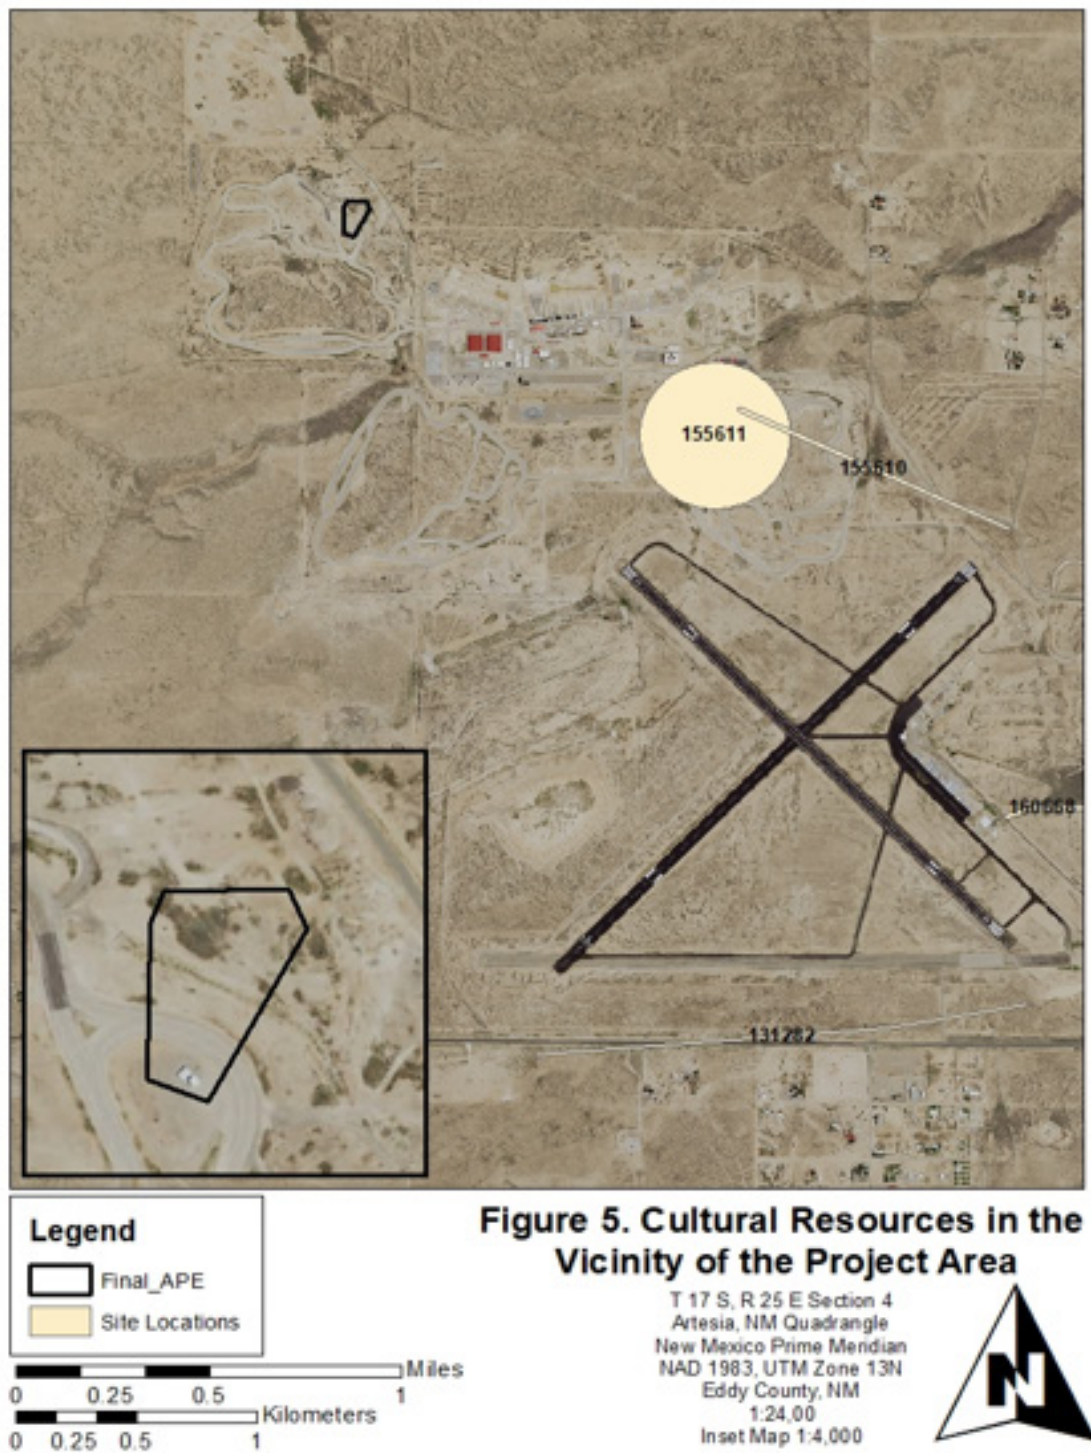 155611
155610
160668
131282
Legend
Final_APE
Site Locations
Miles
0 0.25 0.5 1
Kilometers
0 0.25 0.5 1
Figure 5. Cultural Resources in the
Vicinity of the Project Area
T 17 S, R 25 E Section 4
Artesia, NM Quadrangle
New Mexico Prime Meridian
NAD 1983, UTM Zone 13N
Eddy County, NM
1:24,00
Inset Map 1:4,000
N